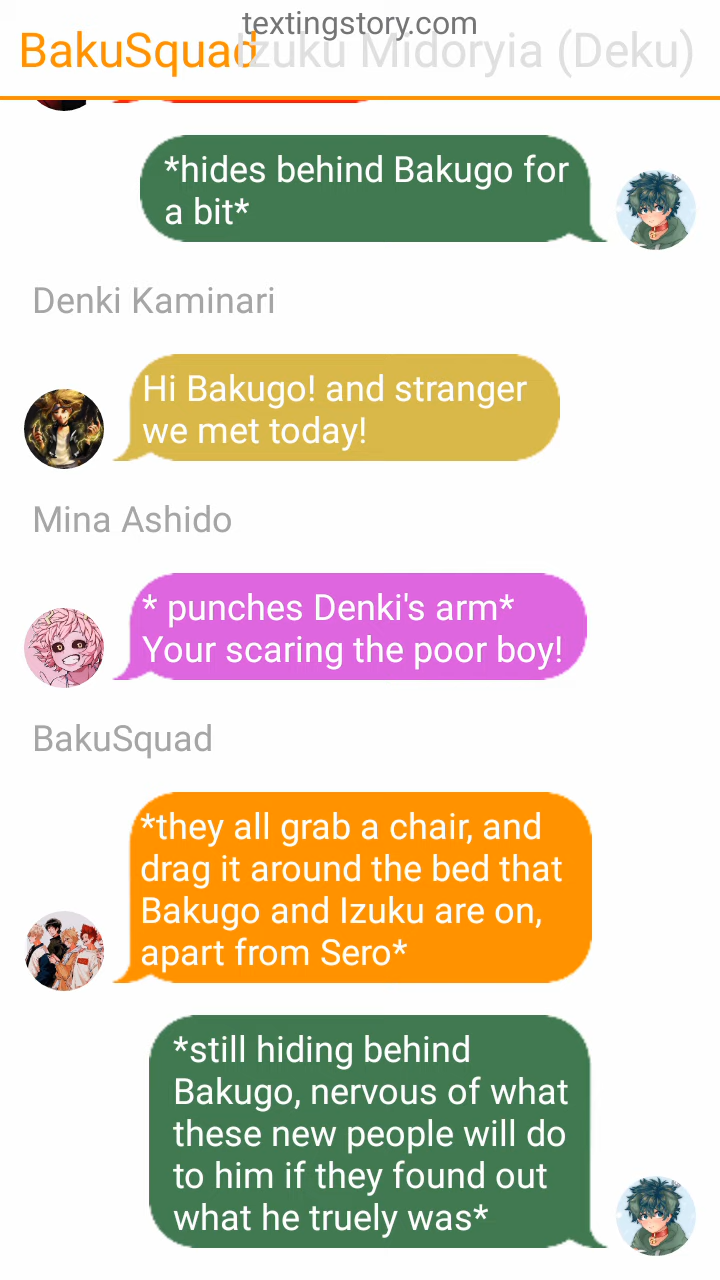 textingstory.com
BakuSquad Izuku Midoryia (Deku)
*hides behind Bakugo for
a bit*
Denki Kaminari
Hi Bakugo! and stranger
we met today!
Mina Ashido
* punches Denki's arm*
Your scaring the poor boy!
BakuSquad
*they all grab a chair, and
drag it around the bed that
Bakugo and Izuku are on,
apart from Sero*
*still hiding behind
Bakugo, nervous of what
these new people will do
to him if they found out
what he truely was*